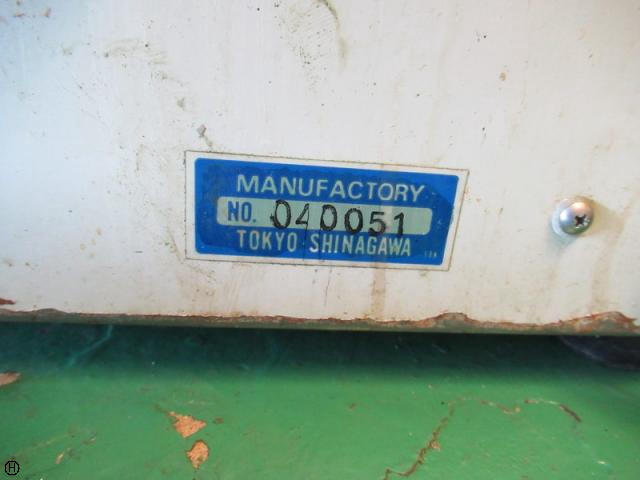 MANUFACTORY
NO. 040051
TOKYO SHINAGAWA
H